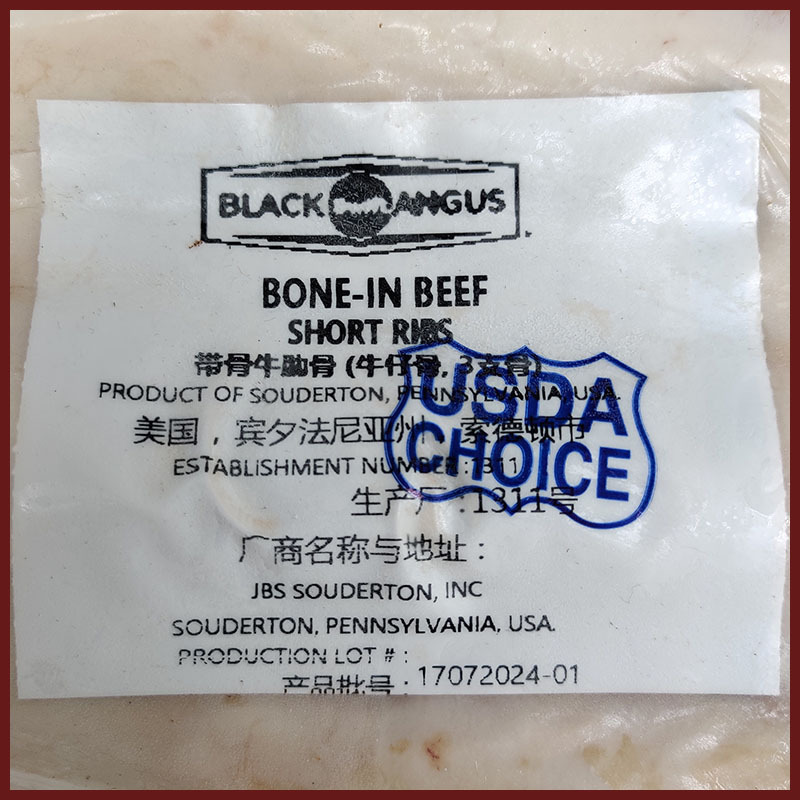 BLACK ANGUS
BONE-IN BEEF
SHORT RIBS
带骨牛肋骨 (牛仔骨, 3支骨)
PRODUCT OF SOUDERTON, PENNSYLVANIA, USA.
美国，宾夕法尼亚州，索德顿市
ESTABLISHMENT NUMBER :1311
生产厂 : 1311号
USDA
CHOICE
厂商名称与地址 :
JBS SOUDERTON, INC
SOUDERTON, PENNSYLVANIA, USA.
PRODUCTION LOT # :
产品批号 : 17072024-01